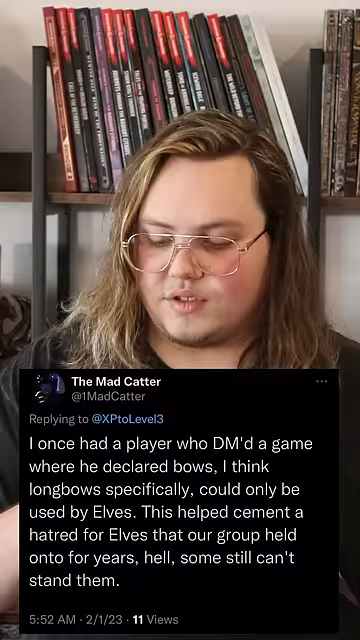 The Mad Catter
@1MadCatter
Replying to @XPtoLevel3
I once had a player who DM'd a game
where he declared bows, I think
longbows specifically, could only be
used by Elves. This helped cement a
hatred for Elves that our group held
onto for years, hell, some still can't
stand them.
5:52 AM · 2/1/23 · 11 Views